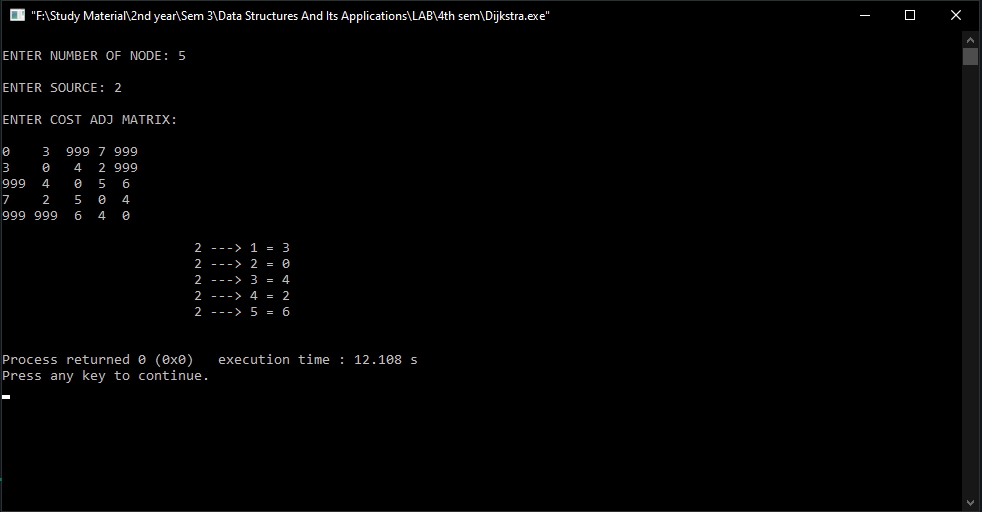 "F:\Study Material\2nd year\Sem 3\Data Structures And Its Applications\LAB\4th sem\Dijkstra.exe"
ENTER NUMBER OF NODE: 5
ENTER SOURCE: 2
ENTER COST ADJ MATRIX:
0    3  999 7 999
3    0   4  2 999
999  4   0  5  6
7    2   5  0  4
999 999  6  4  0
2 ---> 1 = 3
2 ---> 2 = 0
2 ---> 3 = 4
2 ---> 4 = 2
2 ---> 5 = 6
Process returned 0 (0x0)   execution time : 12.108 s
Press any key to continue.